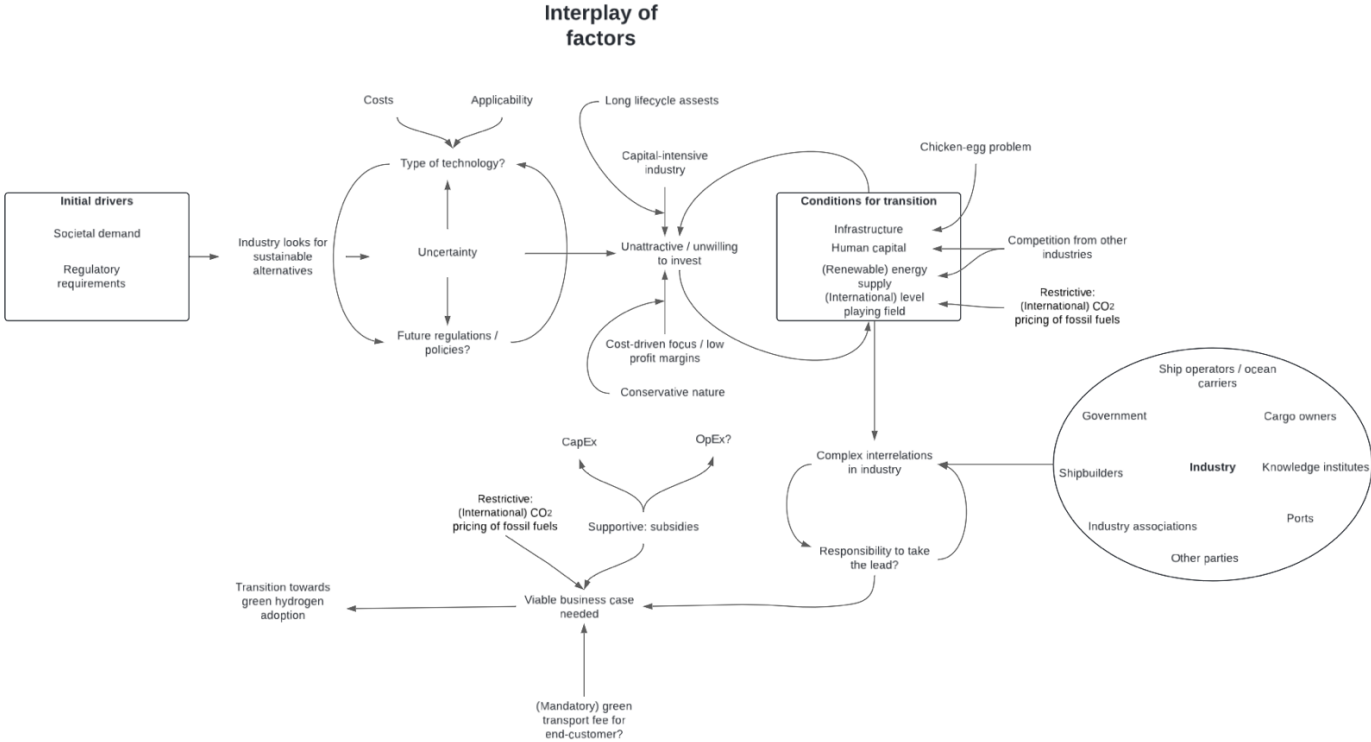 Interplay of
factors
Costs
Applicability
Long lifecycle assests
Type of technology?
Capital-intensive
industry
Chicken-egg problem
Initial drivers
Societal demand
Regulatory
requirements
Industry looks for
sustainable
alternatives
Uncertainty
Unattractive / unwilling
to invest
Conditions for transition
Infrastructure
Human capital
(Renewable) energy
supply
(International) level
playing field
Competition from other
industries
Restrictive:
(International) CO2
pricing of fossil fuels
Future regulations /
policies?
Cost-driven focus / low
profit margins
Conservative nature
Ship operators / ocean
carriers
Government
Cargo owners
Shipbuilders
Industry
Knowledge institutes
Industry associations
Ports
Other parties
CapEx
OpEx?
Complex interrelations
in industry
Restrictive:
(International) CO2
pricing of fossil fuels
Supportive: subsidies
Responsibility to take
the lead?
Transition towards
green hydrogen
adoption
Viable business case
needed
(Mandatory) green
transport fee for
end-customer?